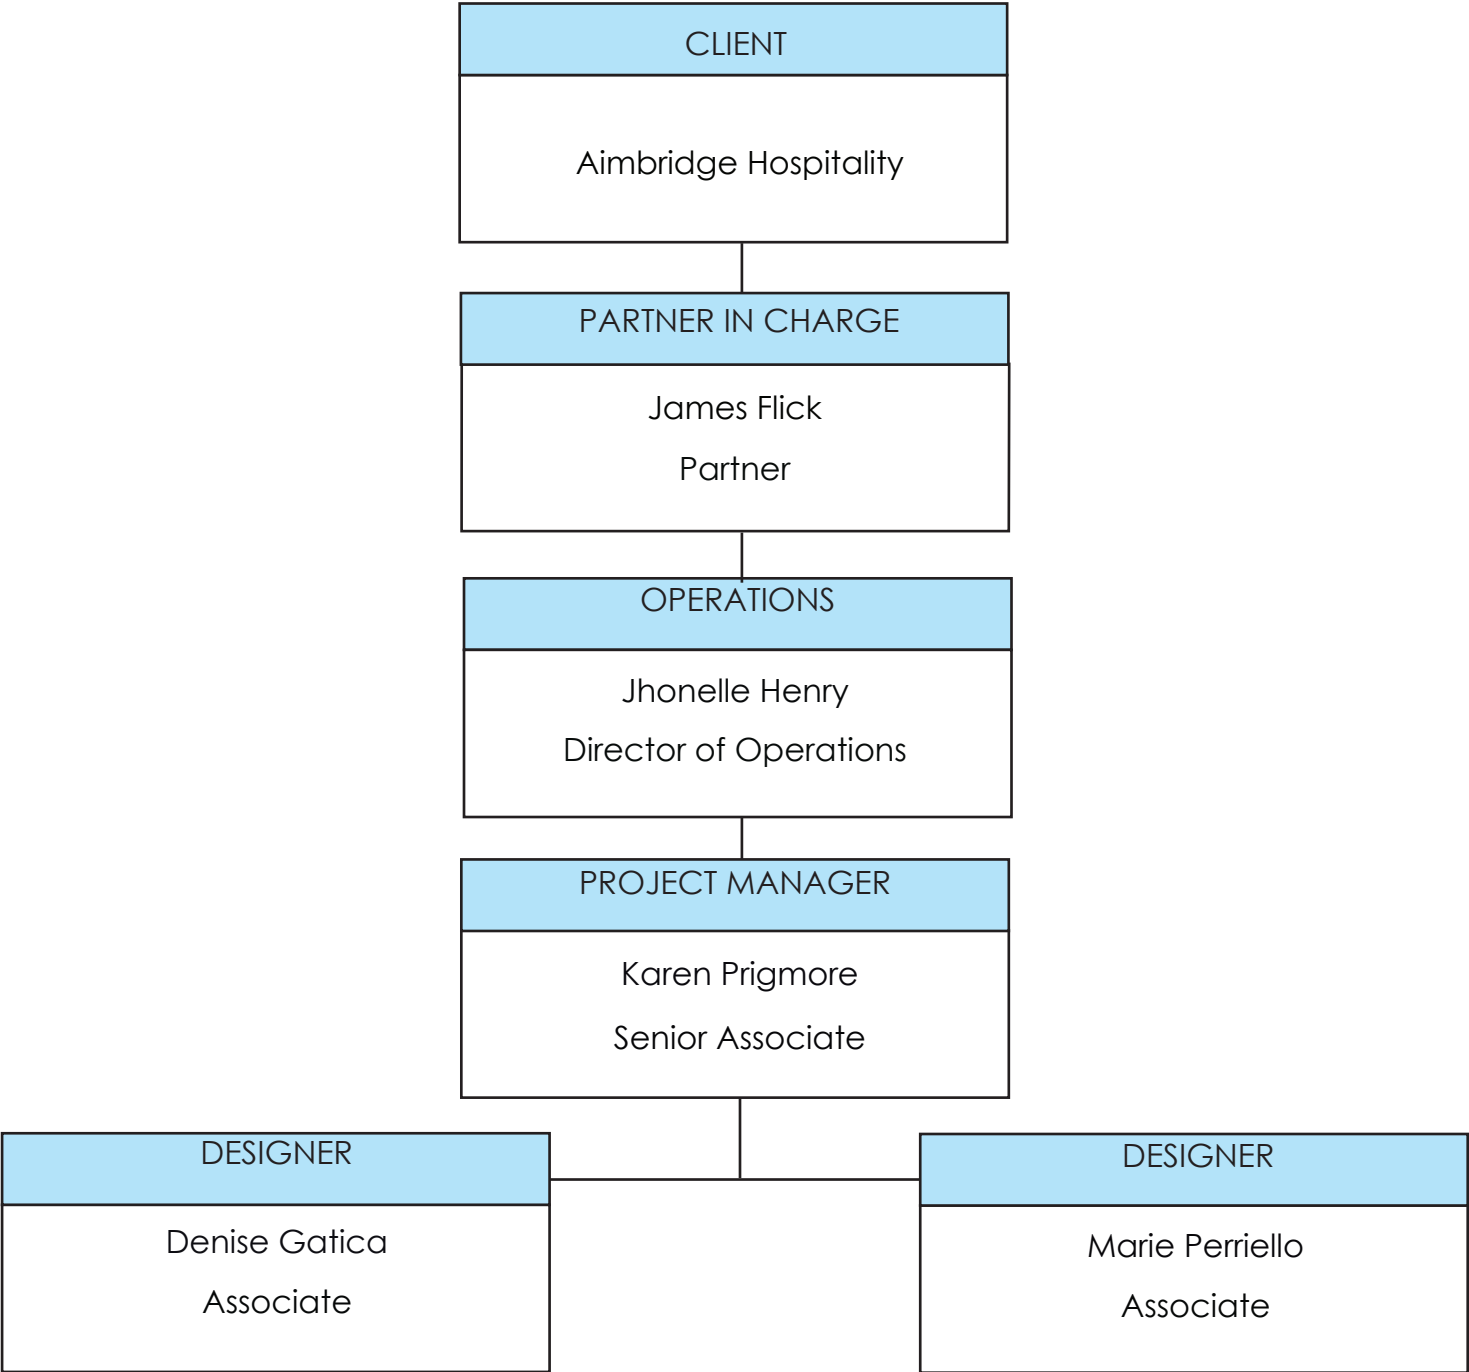 CLIENT
Aimbridge Hospitality
PARTNER IN CHARGE
James Flick
Partner
OPERATIONS
Jhonelle Henry
Director of Operations
PROJECT MANAGER
Karen Prigmore
Senior Associate
DESIGNER
Denise Gatica
Associate
DESIGNER
Marie Perriello
Associate